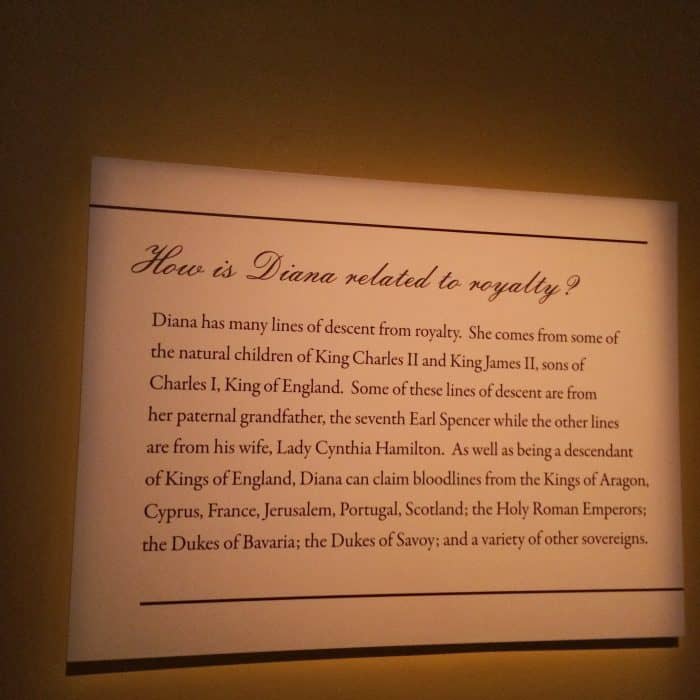 How is Diana related to royalty?
Diana has many lines of descent from royalty. She comes from some of
the natural children of King Charles II and King James II, sons of
Charles I, King of England. Some of these lines of descent are from
her paternal grandfather, the seventh Earl Spencer while the other lines
are from his wife, Lady Cynthia Hamilton. As well as being a descendant
of Kings of England, Diana can claim bloodlines from the Kings of Aragon,
Cyprus, France, Jerusalem, Portugal, Scotland; the Holy Roman Emperors;
the Dukes of Bavaria; the Dukes of Savoy; and a variety of other sovereigns.